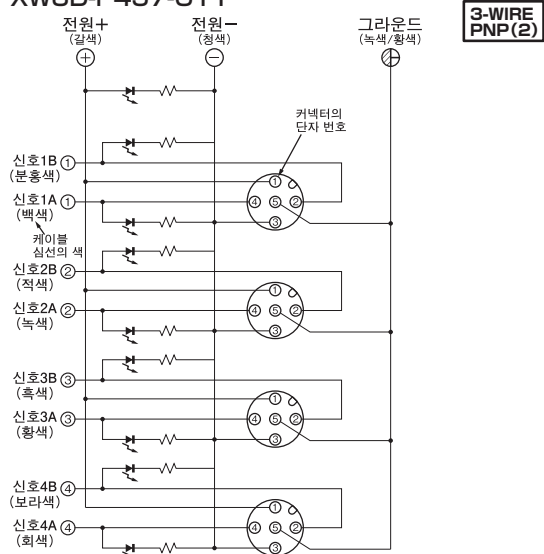 3-WIRE
PNP(2)
전원+
(갈색)
전원−
(청색)
그라운드
(녹색/황색)
커넥터의
단자 번호
신호1B ①
(분홍색)
신호1A ①
(백색)
케이블
심선의 색
① ② ③ ④ ⑤
신호2B ②
(적색)
신호2A ②
(녹색)
① ② ③ ④ ⑤
신호3B ③
(흑색)
신호3A ③
(황색)
① ② ③ ④ ⑤
신호4B ④
(보라색)
신호4A ④
(회색)
① ② ③ ④ ⑤